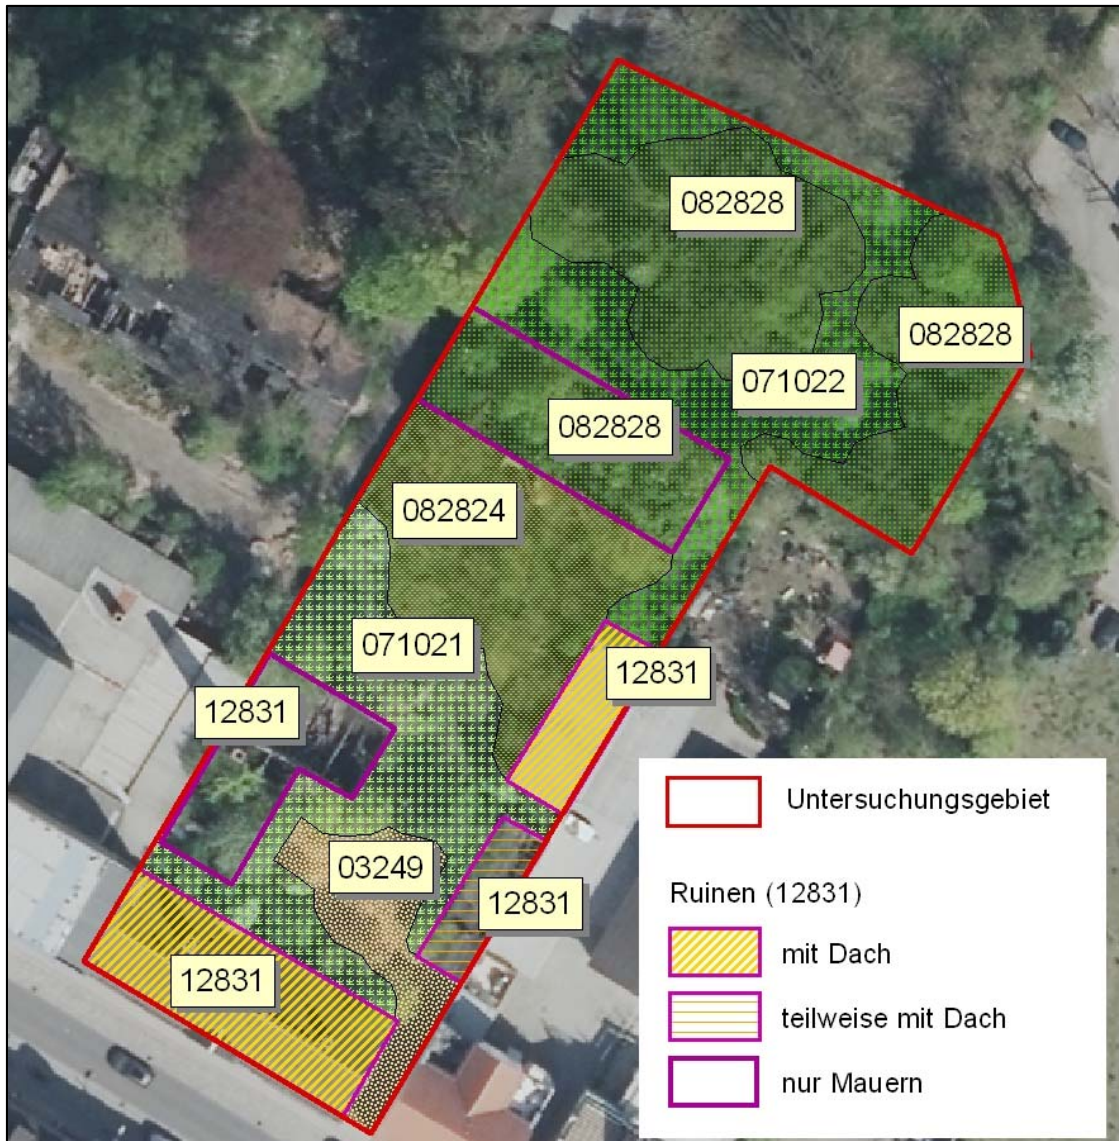 082828
082828
071022
082828
082824
071021
12831
12831
03249
12831
12831
Untersuchungsgebiet
Ruinen (12831)
mit Dach
teilweise mit Dach
nur Mauern